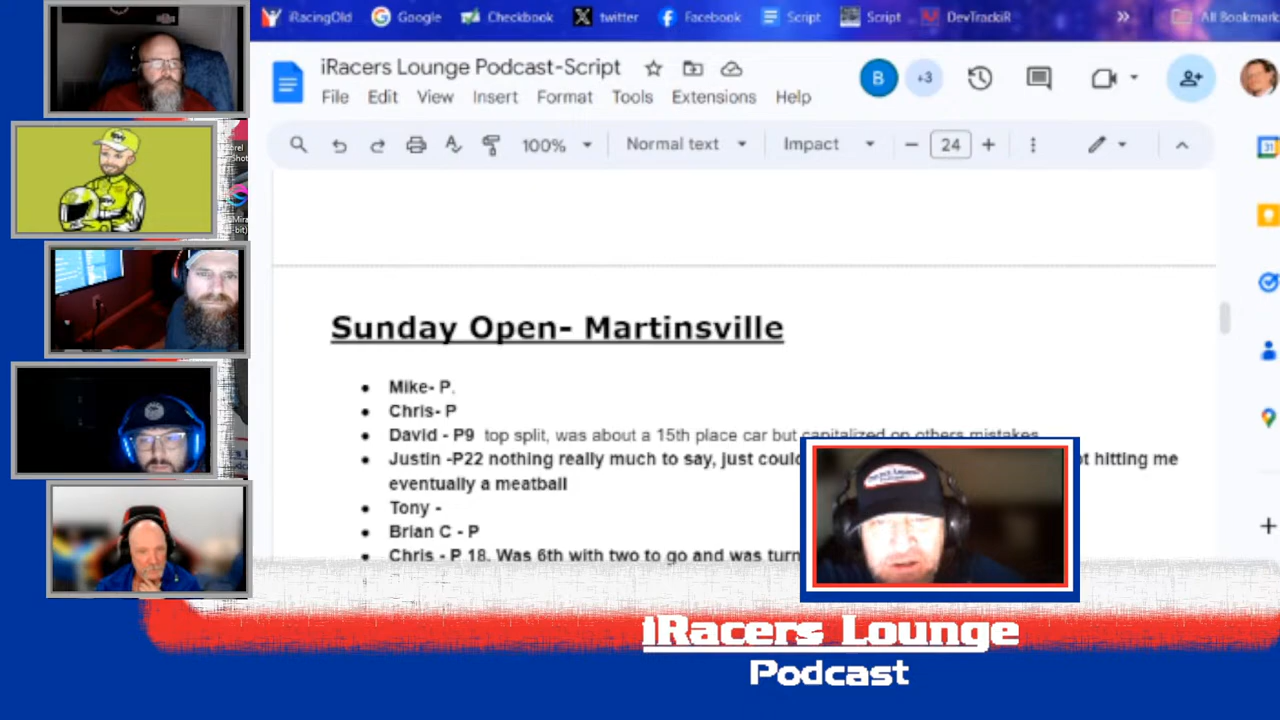 iRacingOld Google Checkbook twitter Facebook Script Script DevTrackiR » All Bookmark
iRacers Lounge Podcast-Script
B +3
File Edit View Insert Format Tools Extensions Help
100% Normal text Impact 24
31
Sunday Open- Martinsville
Mike- P.
Chris- P
David - P9 top split, was about a 15th place car but capitalized on others mistakes
Justin -P22 nothing really much to say, just could hitting me
eventually a meatball
Tony -
Brian C - P
Chris - P 18. Was 6th with two to go and was turn
iRacers Lounge
Podcast